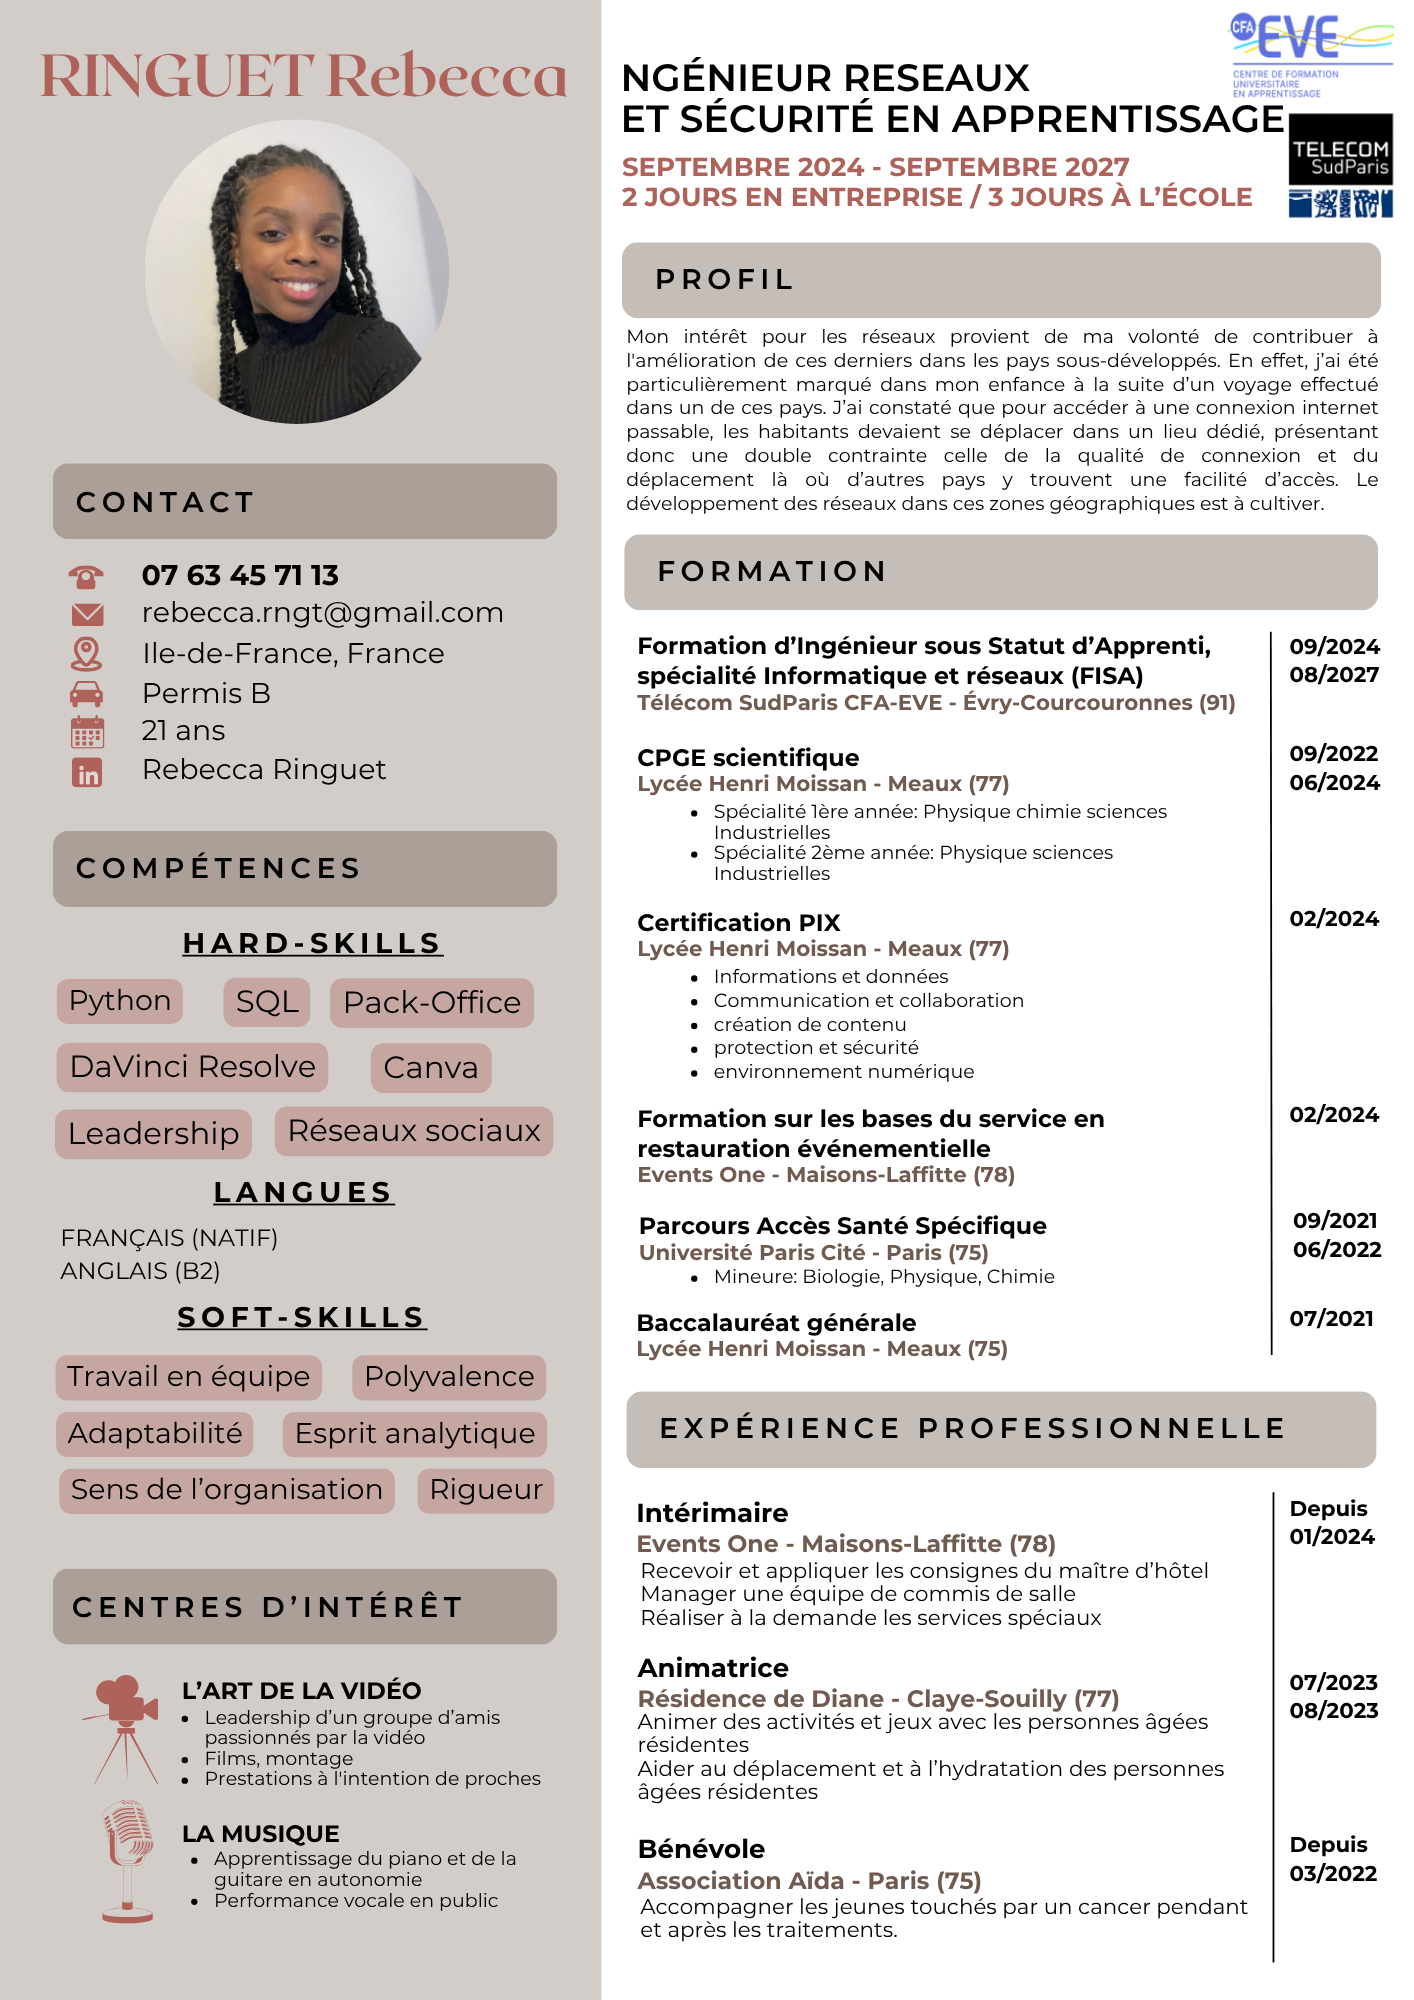 RINGUET Rebecca
CONTACT
07 63 45 71 13
rebecca.rngt@gmail.com
Ile-de-France, France
Permis B
21 ans
in
Rebecca Ringuet
COMPÉTENCES
HARD-SKILLS
Python SQL Pack-Office
DaVinci Resolve Canva
Leadership Réseaux sociaux
LANGUES
FRANÇAIS (NATIF)
ANGLAIS (B2)
SOFT-SKILLS
Travail en équipe Polyvalence
Adaptabilité Esprit analytique
Sens de l’organisation Rigueur
CENTRES D’INTÉRÊT
L’ART DE LA VIDÉO
• Leadership d’un groupe d’amis
passionnés par la vidéo
• Films, montage
• Prestations à l'intention de proches
LA MUSIQUE
• Apprentissage du piano et de la
guitare en autonomie
• Performance vocale en public
NGÉNIEUR RESEAUX
ET SÉCURITÉ EN APPRENTISSAGE
SEPTEMBRE 2024 - SEPTEMBRE 2027
2 JOURS EN ENTREPRISE / 3 JOURS À L’ÉCOLE
CFA EVE
CENTRE DE FORMATION
UNIVERSITAIRE
EN APPRENTISSAGE
TELECOM
SudParis
PROFIL
Mon intérêt pour les réseaux provient de ma volonté de contribuer à
l'amélioration de ces derniers dans les pays sous-développés. En effet, j’ai été
particulièrement marqué dans mon enfance à la suite d’un voyage effectué
dans un de ces pays. J’ai constaté que pour accéder à une connexion internet
passable, les habitants devaient se déplacer dans un lieu dédié, présentant
donc une double contrainte celle de la qualité de connexion et du
déplacement là où d’autres pays y trouvent une facilité d’accès. Le
développement des réseaux dans ces zones géographiques est à cultiver.
FORMATION
Formation d’Ingénieur sous Statut d’Apprenti, 09/2024
spécialité Informatique et réseaux (FISA) 08/2027
Télécom SudParis CFA-EVE - Évry-Courcouronnes (91)
CPGE scientifique 09/2022
Lycée Henri Moissan - Meaux (77) 06/2024
• Spécialité 1ère année: Physique chimie sciences
Industrielles
• Spécialité 2ème année: Physique sciences
Industrielles
Certification PIX 02/2024
Lycée Henri Moissan - Meaux (77)
• Informations et données
• Communication et collaboration
• création de contenu
• protection et sécurité
• environnement numérique
Formation sur les bases du service en 02/2024
restauration événementielle
Events One - Maisons-Laffitte (78)
Parcours Accès Santé Spécifique 09/2021
Université Paris Cité - Paris (75) 06/2022
• Mineure: Biologie, Physique, Chimie
Baccalauréat générale 07/2021
Lycée Henri Moissan - Meaux (75)
EXPÉRIENCE PROFESSIONNELLE
Intérimaire Depuis
Events One - Maisons-Laffitte (78) 01/2024
Recevoir et appliquer les consignes du maître d’hôtel
Manager une équipe de commis de salle
Réaliser à la demande les services spéciaux
Animatrice 07/2023
Résidence de Diane - Claye-Souilly (77) 08/2023
Animer des activités et jeux avec les personnes âgées
résidentes
Aider au déplacement et à l’hydratation des personnes
âgées résidentes
Bénévole Depuis
Association Aïda - Paris (75) 03/2022
Accompagner les jeunes touchés par un cancer pendant
et après les traitements.